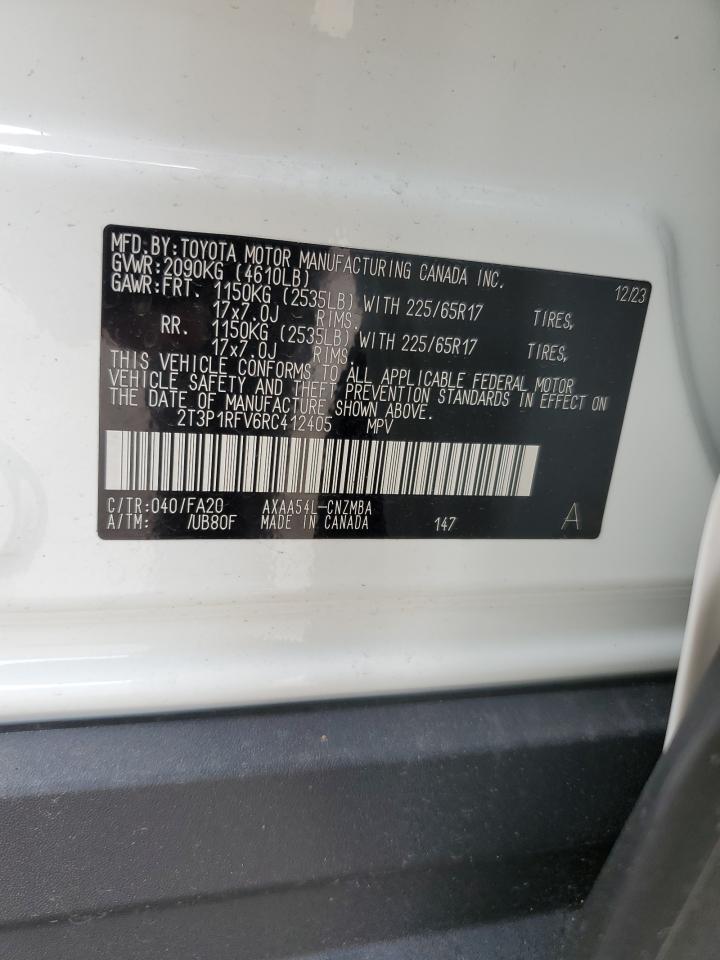 MFD.BY:TOYOTA MOTOR MANUFACTURING CANADA INC.
GVWR:2090KG (4610LB) 12/23
GAWR:FRT. 1150KG (2535LB) WITH 225/65R17 TIRES,
17x7.0J RIMS,
RR. 1150KG (2535LB) WITH 225/65R17 TIRES,
17x7.0J RIMS
THIS VEHICLE CONFORMS TO ALL APPLICABLE FEDERAL MOTOR
VEHICLE SAFETY AND THEFT PREVENTION STANDARDS IN EFFECT ON
THE DATE OF MANUFACTURE SHOWN ABOVE.
2T3P1RFV6RC412405 MPV
C/TR:040/FA20 AXAA54L-CNZMBA
A/TM: /UB80F MADE IN CANADA 147 A